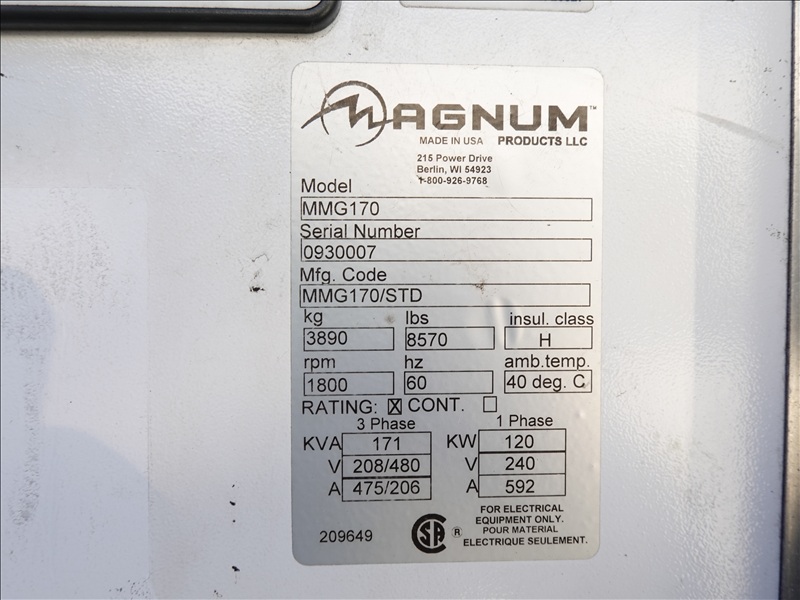 MAGNUM™
MADE IN USA PRODUCTS LLC
215 Power Drive
Berlin, WI 54923
1-800-926-9768
Model
MMG170
Serial Number
0930007
Mfg. Code
MMG170/STD
kg lbs insul. class
3890 8570 H
rpm hz amb.temp.
1800 60 40 deg. C
RATING: ☒ CONT. ☐
3 Phase 1 Phase
KVA 171 KW 120
V 208/480 V 240
A 475/206 A 592
FOR ELECTRICAL
EQUIPMENT ONLY.
POUR MATERIAL
ELECTRIQUE SEULEMENT.
209649 CSA ®